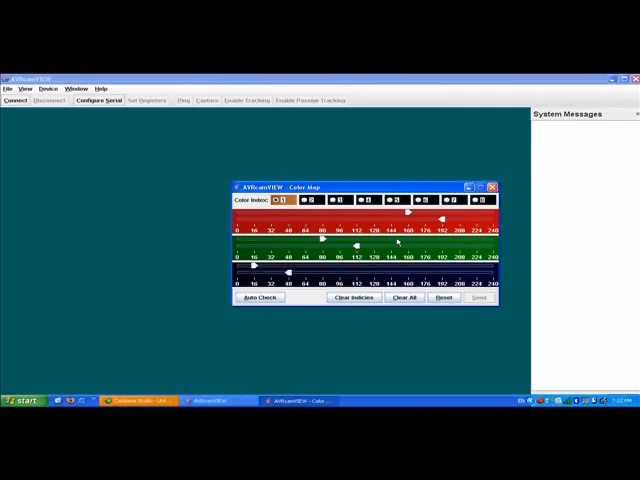 AVRcamVIEW
File View Device Window Help
Connect Disconnect Configure Serial Set Registers Ping Capture Enable Tracking Enable Passive Tracking
System Messages
AVRcamVIEW - Color Map
Color Index: 1 2 3 4 5 6 7 8
0 16 32 48 64 80 96 112 128 144 160 176 192 208 224 240
0 16 32 48 64 80 96 112 128 144 160 176 192 208 224 240
0 16 32 48 64 80 96 112 128 144 160 176 192 208 224 240
Auto Check Clear Indicies Clear All Reset Send
start Camtasia Studio - Unt... AVRcamVIEW AVRcamVIEW - Color ... EN 7:22 PM